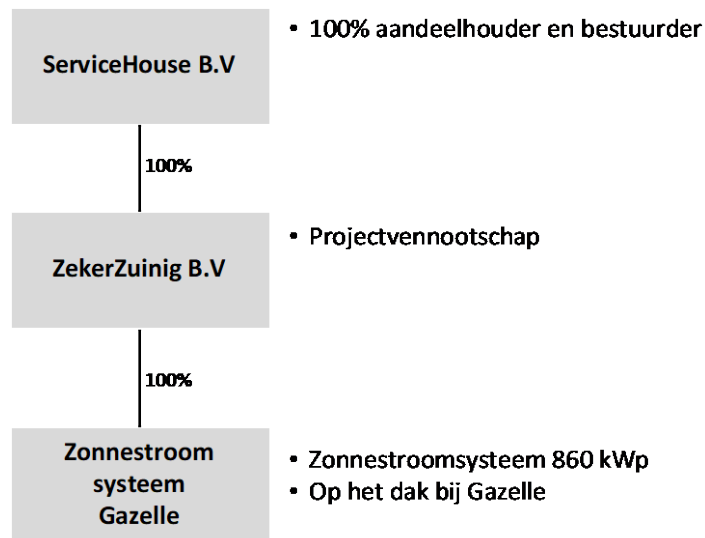 ServiceHouse B.V
• 100% aandeelhouder en bestuurder
100%
ZekerZuinig B.V
• Projectvennootschap
100%
Zonnestroom
systeem
Gazelle
• Zonnestroomsysteem 860 kWp
• Op het dak bij Gazelle